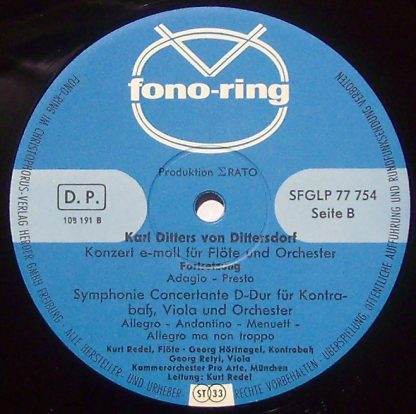 fono-ring
Produktion ΣRATO
D. P.
103 191 B
SFGLP 77 754
Seite B
Karl Ditters von Dittersdorf
Konzert e-moll für Flöte und Orchester
Fortsetzung
Adagio - Presto
Symphonie Concertante D-Dur für Kontra-
baß, Viola und Orchester
Allegro - Andantino - Menuett -
Allegro ma non troppo
Kurt Redel, Flöte · Georg Hörtnagel, Kontrabaß
Georg Retyi, Viola
Kammerorchester Pro Arte, München
Leitung: Kurt Redel
ST 33
FONO-RING IM CHRISTOPHORUS-VERLAG HERDER GMBH FREIBURG · ALLE HERSTELLER- UND URHEBER-RECHTE VORBEHALTEN · ÜBERSPIELUNG, ÖFFENTLICHE AUFFÜHRUNG UND RUNDFUNKSENDUNG VERBOTEN